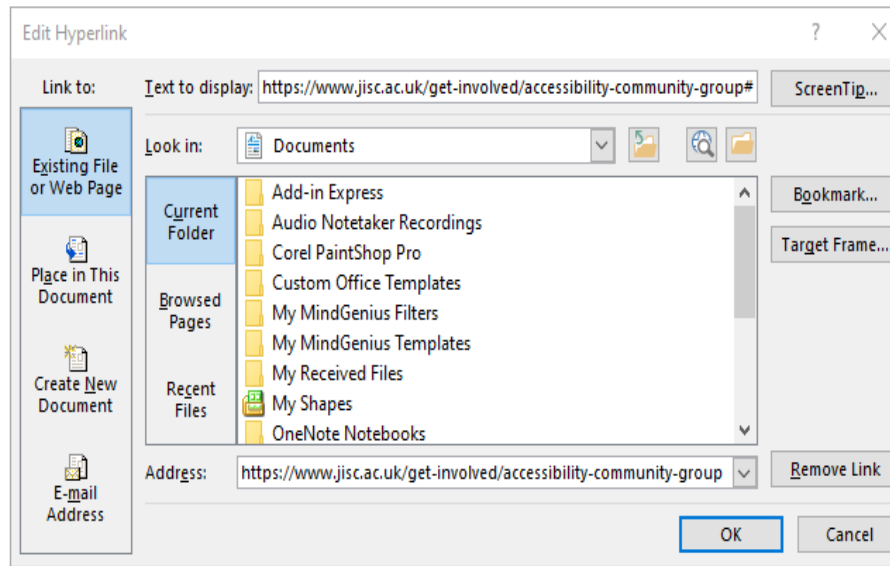 Edit Hyperlink
Link to:
Text to display: https://www.jisc.ac.uk/get-involved/accessibility-community-group#
ScreenTip...
Existing File
or Web Page
Look in: Documents
Place in This
Document
Create New
Document
E-mail
Address
Current
Folder
Browsed
Pages
Recent
Files
Add-in Express
Audio Notetaker Recordings
Corel PaintShop Pro
Custom Office Templates
My MindGenius Filters
My MindGenius Templates
My Received Files
My Shapes
OneNote Notebooks
Bookmark...
Target Frame...
Address: https://www.jisc.ac.uk/get-involved/accessibility-community-group
Remove Link
OK
Cancel